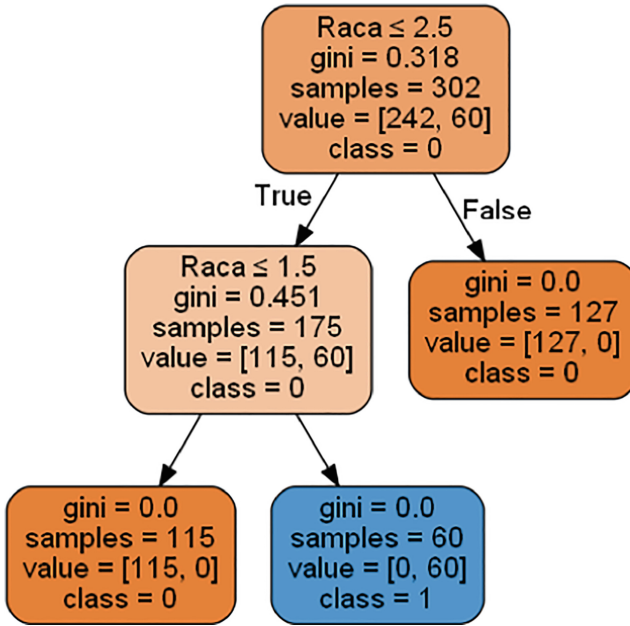 Raca ≤ 2.5
gini = 0.318
samples = 302
value = [242, 60]
class = 0
True
False
Raca ≤ 1.5
gini = 0.451
samples = 175
value = [115, 60]
class = 0
gini = 0.0
samples = 127
value = [127, 0]
class = 0
gini = 0.0
samples = 115
value = [115, 0]
class = 0
gini = 0.0
samples = 60
value = [0, 60]
class = 1